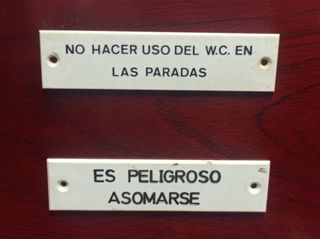 NO HACER USO DEL W.C. EN
LAS PARADAS
ES PELIGROSO
ASOMARSE